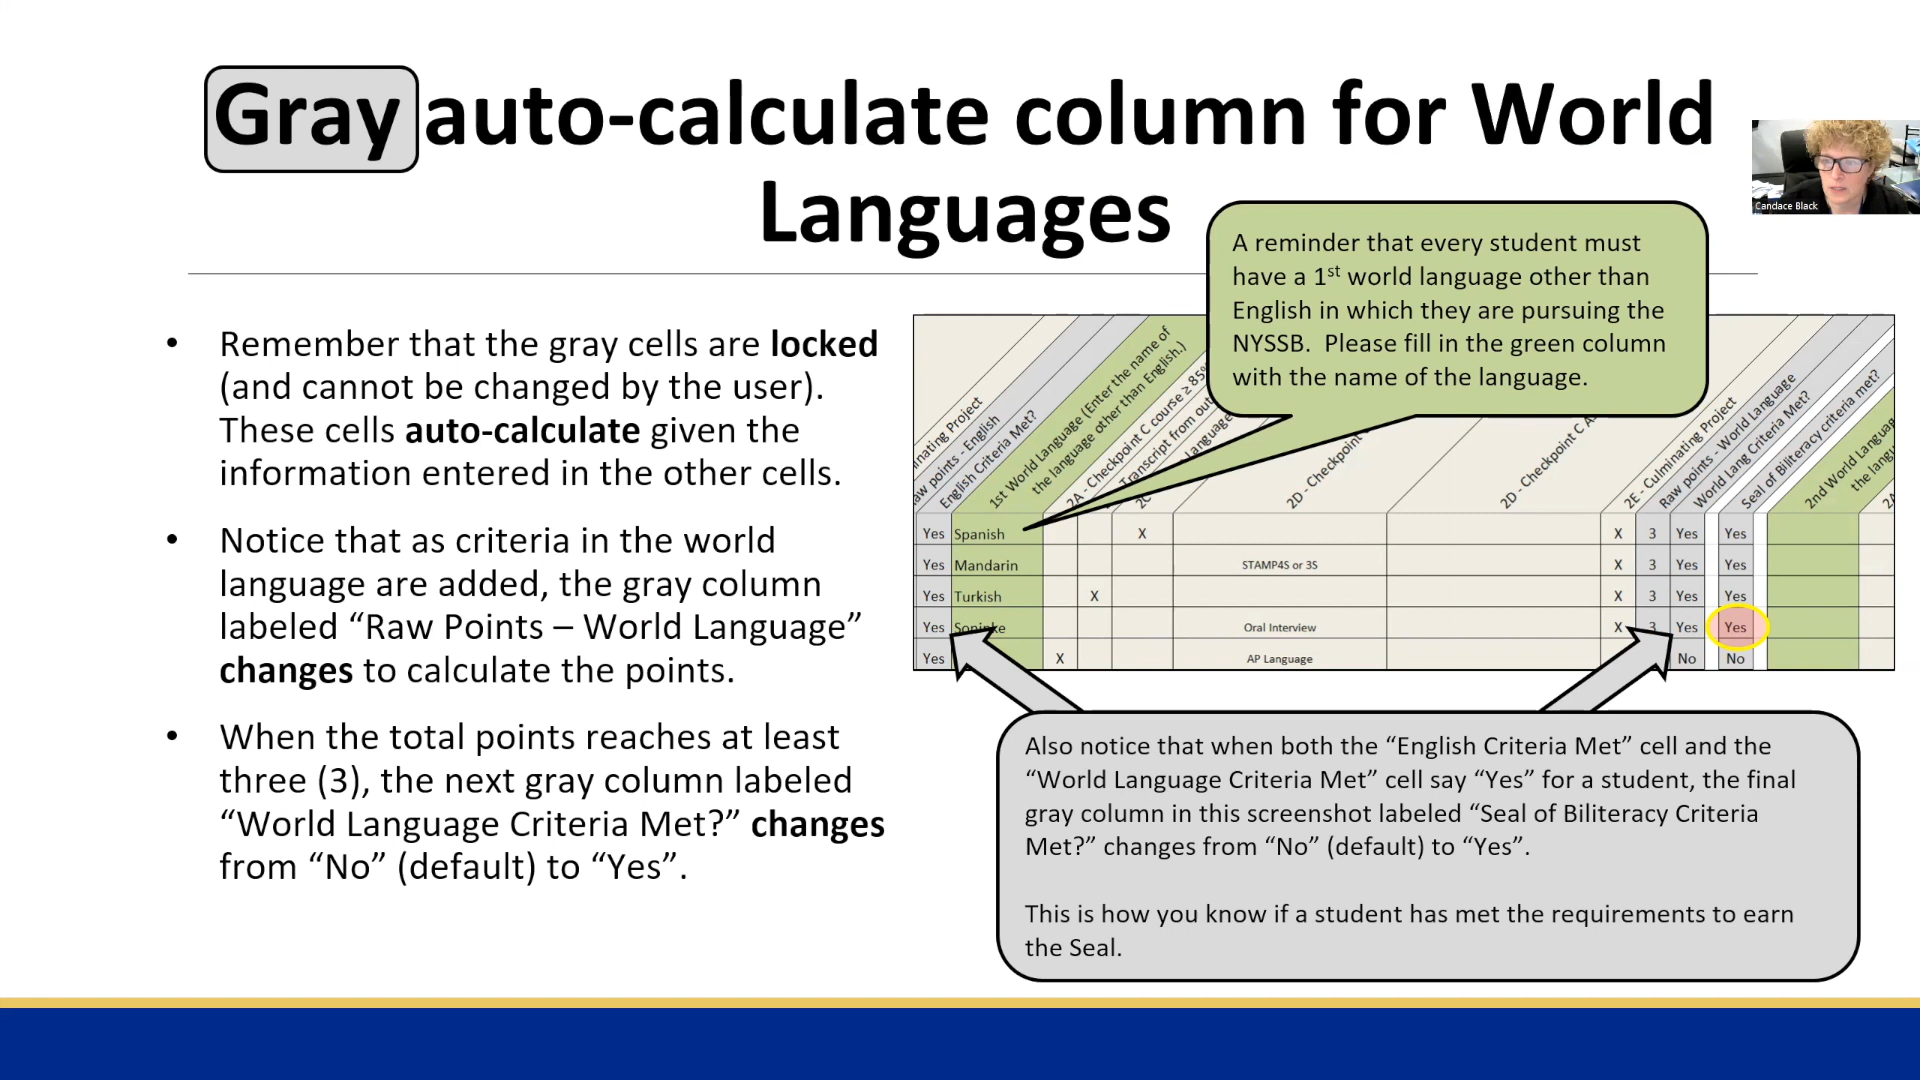 Gray auto-calculate column for World
Languages
Candace Black
A reminder that every student must
have a 1st world language other than
English in which they are pursuing the
NYSSB. Please fill in the green column
with the name of the language.
• Remember that the gray cells are locked
(and cannot be changed by the user).
These cells auto-calculate given the
information entered in the other cells.
• Notice that as criteria in the world
language are added, the gray column
labeled “Raw Points – World Language”
changes to calculate the points.
• When the total points reaches at least
three (3), the next gray column labeled
“World Language Criteria Met?” changes
from “No” (default) to “Yes”.
Project
points - English
English Criteria Met?
1st World Language (Enter the name of
the language other than English.)
2A - Checkpoint C course ≥ 85%
Transcript from
Language
2D - Checkpoint
2D - Checkpoint C
2E - Culminating Project
Raw points - World Language
World Lang Criteria Met?
Seal of Biliteracy criteria met?
2nd World
the
Yes Spanish X X 3 Yes Yes
Yes Mandarin STAMP4S or 3S X 3 Yes Yes
Yes Turkish X X 3 Yes Yes
Yes Soninke Oral Interview X 3 Yes Yes
Yes X AP Language No No
Also notice that when both the “English Criteria Met” cell and the
“World Language Criteria Met” cell say “Yes” for a student, the final
gray column in this screenshot labeled “Seal of Biliteracy Criteria
Met?” changes from “No” (default) to “Yes”.
This is how you know if a student has met the requirements to earn
the Seal.